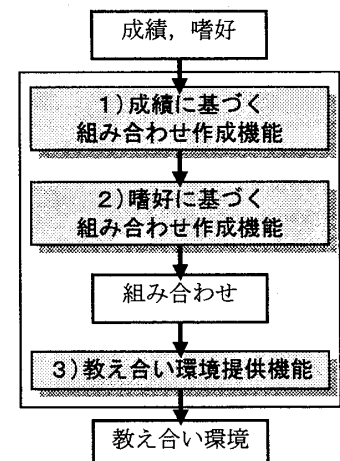 成績，嗜好
1）成績に基づく
組み合わせ作成機能
2）嗜好に基づく
組み合わせ作成機能
組み合わせ
3）教え合い環境提供機能
教え合い環境